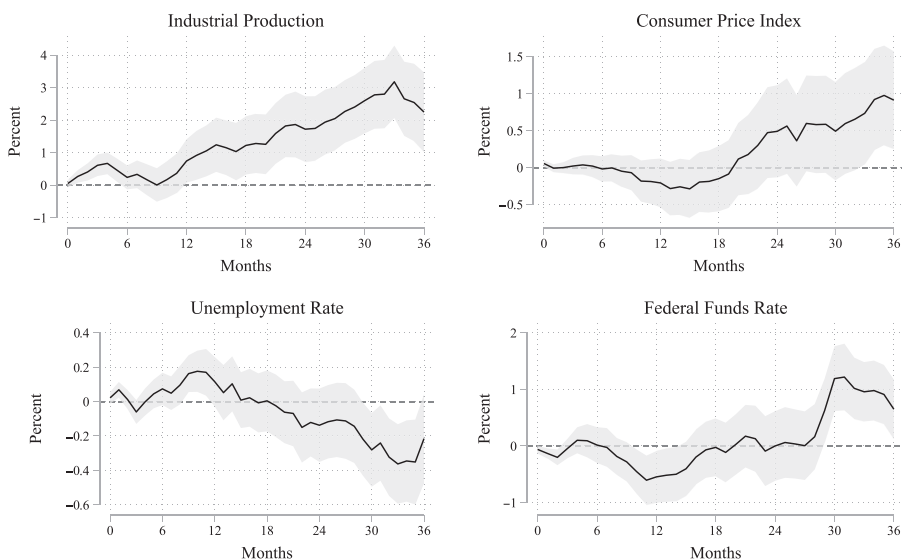 Industrial Production
Percent
4
3
2
1
0
−1
0 6 12 18 24 30 36
Months
Consumer Price Index
Percent
1.5
1
0.5
0
−0.5
0 6 12 18 24 30 36
Months
Unemployment Rate
Percent
0.4
0.2
0
−0.2
−0.4
−0.6
0 6 12 18 24 30 36
Months
Federal Funds Rate
Percent
2
1
0
−1
0 6 12 18 24 30 36
Months